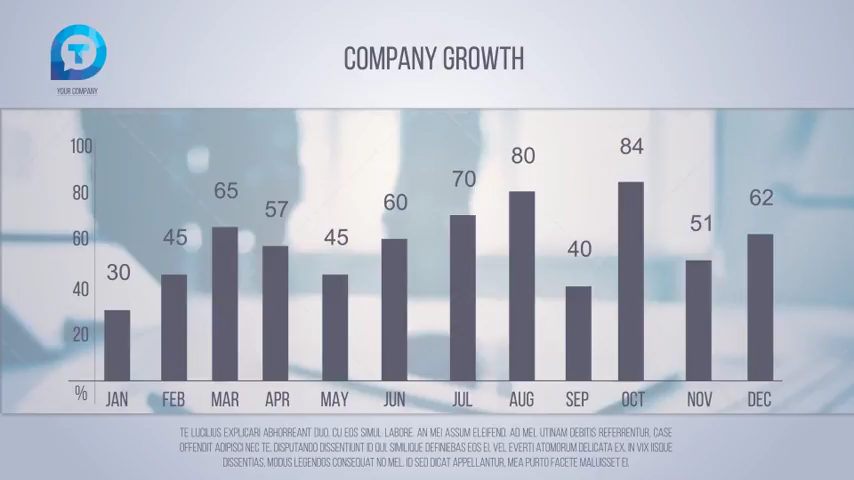 T
YOUR COMPANY
COMPANY GROWTH
100
80
60
40
20
%
30
45
65
57
45
60
70
80
40
84
51
62
JAN FEB MAR APR MAY JUN JUL AUG SEP OCT NOV DEC
TE LUCILIUS EXPLICARI ABHORREANT DUO. CU EOS SIMUL LABORE. AN MEI ASSUM ELEIFEND. AD MEL UTINAM DEBITIS REFERRENTUR, CASE
OFFENDIT ADIPISCI NEC TE. DISPUTANDO DISSENTIUNT ID QUI, SIMILIQUE DEFINIEBAS EOS EI. VEL EVERTI ATOMORUM DELICATA EX, IN VIX IISQUE
DISSENTIAS, MODUS LEGENDOS CONSEQUAT NO MEL. ID SED DICAT APPELLANTUR, MEA PURTO FACETE MALUISSET EI.